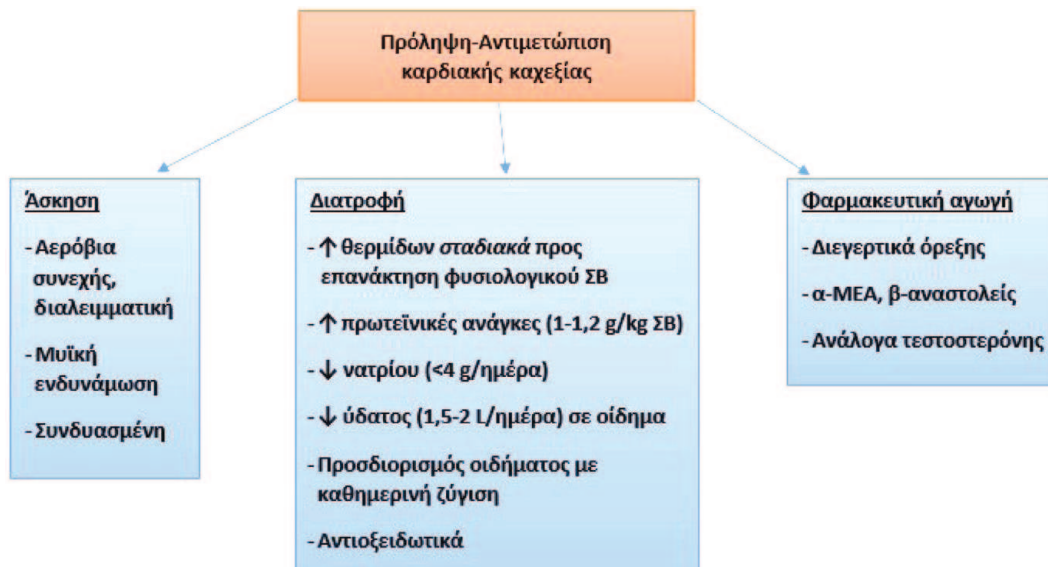 Πρόληψη-Αντιμετώπιση
καρδιακής καχεξίας
Άσκηση
- Αερόβια
συνεχής,
διαλειμματική
- Μυϊκή
ενδυνάμωση
- Συνδυασμένη
Διατροφή
- ↑ θερμίδων σταδιακά προς
επανάκτηση φυσιολογικού ΣΒ
- ↑ πρωτεϊνικές ανάγκες (1-1,2 g/kg ΣΒ)
- ↓ νατρίου (<4 g/ημέρα)
- ↓ ύδατος (1,5-2 L/ημέρα) σε οίδημα
- Προσδιορισμός οιδήματος με
καθημερινή ζύγιση
- Αντιοξειδωτικά
Φαρμακευτική αγωγή
- Διεγερτικά όρεξης
- α-ΜΕΑ, β-αναστολείς
- Ανάλογα τεστοστερόνης